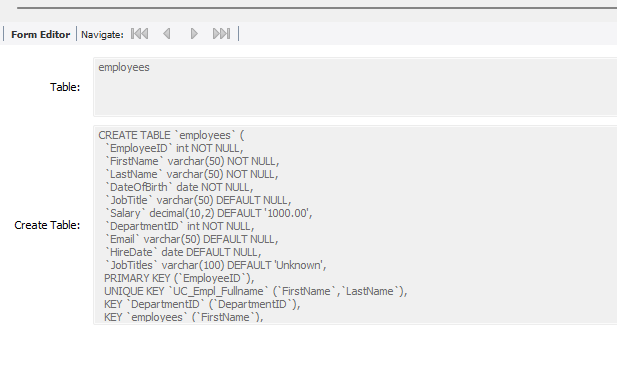 Form Editor Navigate:
Table:
employees
Create Table:
CREATE TABLE `employees` (
`EmployeeID` int NOT NULL,
`FirstName` varchar(50) NOT NULL,
`LastName` varchar(50) NOT NULL,
`DateOfBirth` date NOT NULL,
`JobTitle` varchar(50) DEFAULT NULL,
`Salary` decimal(10,2) DEFAULT '1000.00',
`DepartmentID` int NOT NULL,
`Email` varchar(50) DEFAULT NULL,
`HireDate` date DEFAULT NULL,
`JobTitles` varchar(100) DEFAULT 'Unknown',
PRIMARY KEY (`EmployeeID`),
UNIQUE KEY `UC_Empl_Fullname` (`FirstName`,`LastName`),
KEY `DepartmentID` (`DepartmentID`),
KEY `employees` (`FirstName`),